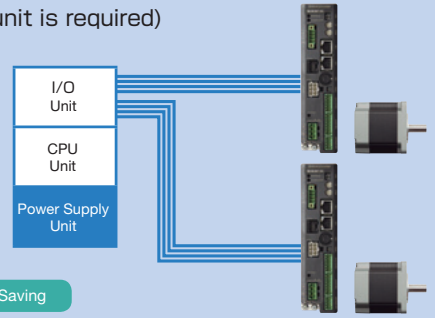 unit is required)
I/O
Unit
CPU
Unit
Power Supply
Unit
Saving